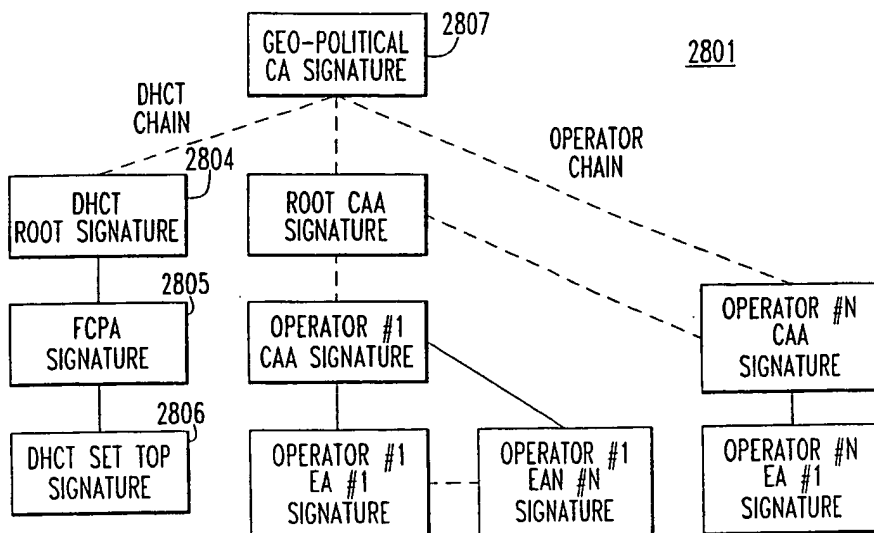 GEO-POLITICAL
CA SIGNATURE
2807
2801
DHCT
CHAIN
OPERATOR
CHAIN
2804
DHCT
ROOT SIGNATURE
ROOT CAA
SIGNATURE
2805
FCPA
SIGNATURE
OPERATOR #1
CAA SIGNATURE
OPERATOR #N
CAA
SIGNATURE
2806
DHCT SET TOP
SIGNATURE
OPERATOR #1
EA #1
SIGNATURE
OPERATOR #1
EAN #N
SIGNATURE
OPERATOR #N
EA #1
SIGNATURE